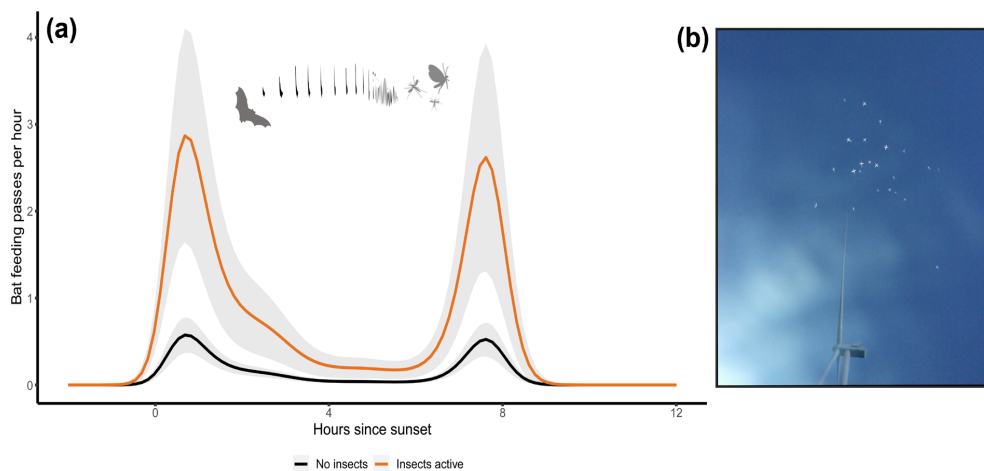 (a)
(b)
4
3
2
1
0
Bat feeding passes per hour
0 4 8 12
Hours since sunset
No insects Insects active